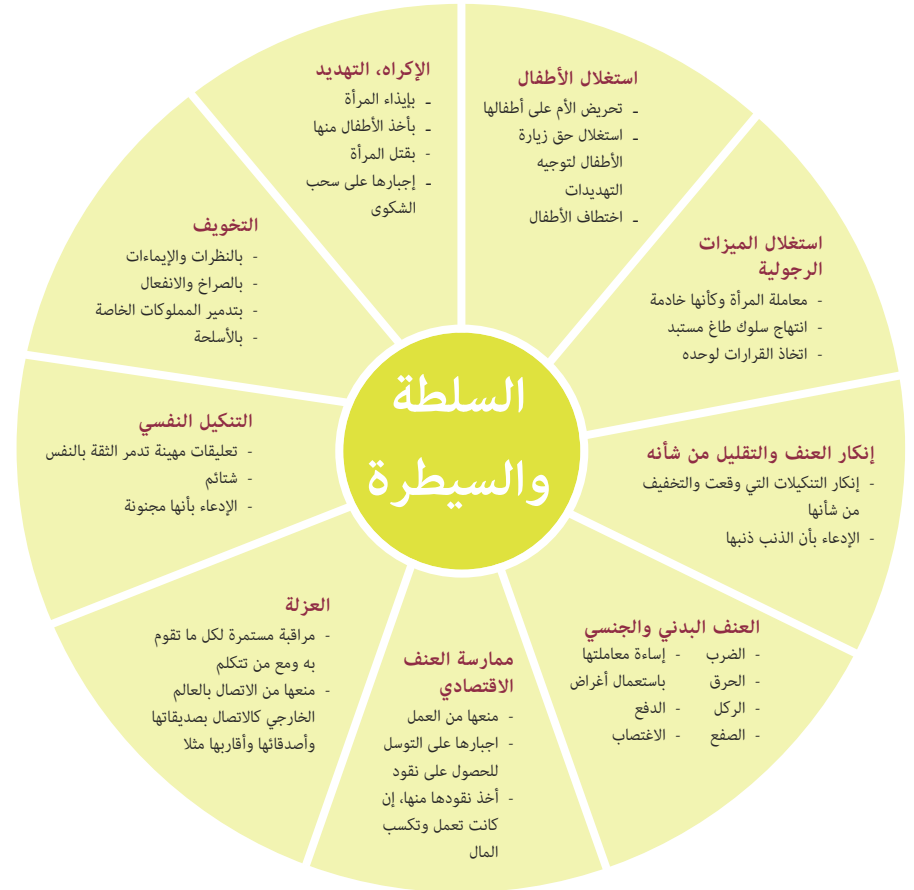 السلطة
والسيطرة
استغلال الأطفال
ـ تحريض الأم على أطفالها
ـ استغلال حق زيارة
الأطفال لتوجيه
التهديدات
ـ اختطاف الأطفال
استغلال الميزات
الرجولية
- معاملة المرأة وكأنها خادمة
- انتهاج سلوك طاغ مستبد
- اتخاذ القرارات لوحده
إنكار العنف والتقليل من شأنه
- إنكار التنكيلات التي وقعت والتخفيف
من شأنها
- الإدعاء بأن الذنب ذنبها
العنف البدني والجنسي
- الضرب
- الحرق
- الركل
- الصفع
- إساءة معاملتها
باستعمال أغراض
- الدفع
- الاغتصاب
ممارسة العنف
الاقتصادي
- منعها من العمل
- اجبارها على التوسل
للحصول على نقود
- أخذ نقودها منها، إن
كانت تعمل وتكسب
المال
العزلة
- مراقبة مستمرة لكل ما تقوم
به ومع من تتكلم
- منعها من الاتصال بالعالم
الخارجي كالاتصال بصديقاتها
وأصدقائها وأقاربها مثلا
التنكيل النفسي
- تعليقات مهينة تدمر الثقة بالنفس
- شتائم
- الإدعاء بأنها مجنونة
التخويف
- بالنظرات والإيماءات
- بالصراخ والانفعال
- بتدمير المملوكات الخاصة
- بالأسلحة
الإكراه، التهديد
ـ بإيذاء المرأة
ـ بأخذ الأطفال منها
- بقتل المرأة
ـ إجبارها على سحب
الشكوى